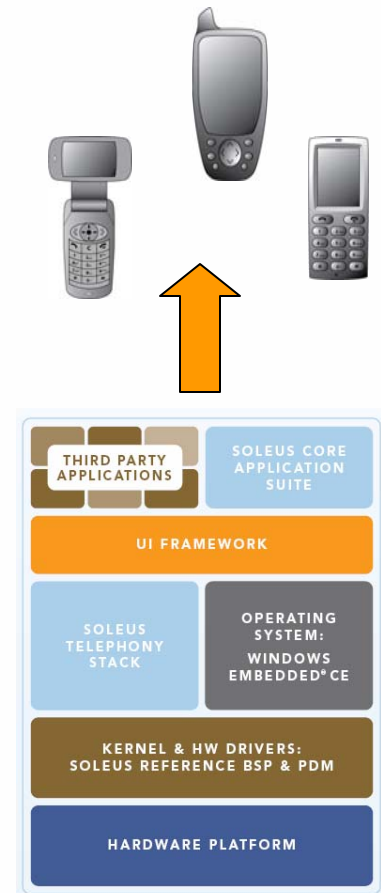 THIRD PARTY
APPLICATIONS
SOLEUS CORE
APPLICATION
SUITE
UI FRAMEWORK
SOLEUS
TELEPHONY
STACK
OPERATING
SYSTEM:
WINDOWS
EMBEDDED® CE
KERNEL & HW DRIVERS:
SOLEUS REFERENCE BSP & PDM
HARDWARE PLATFORM